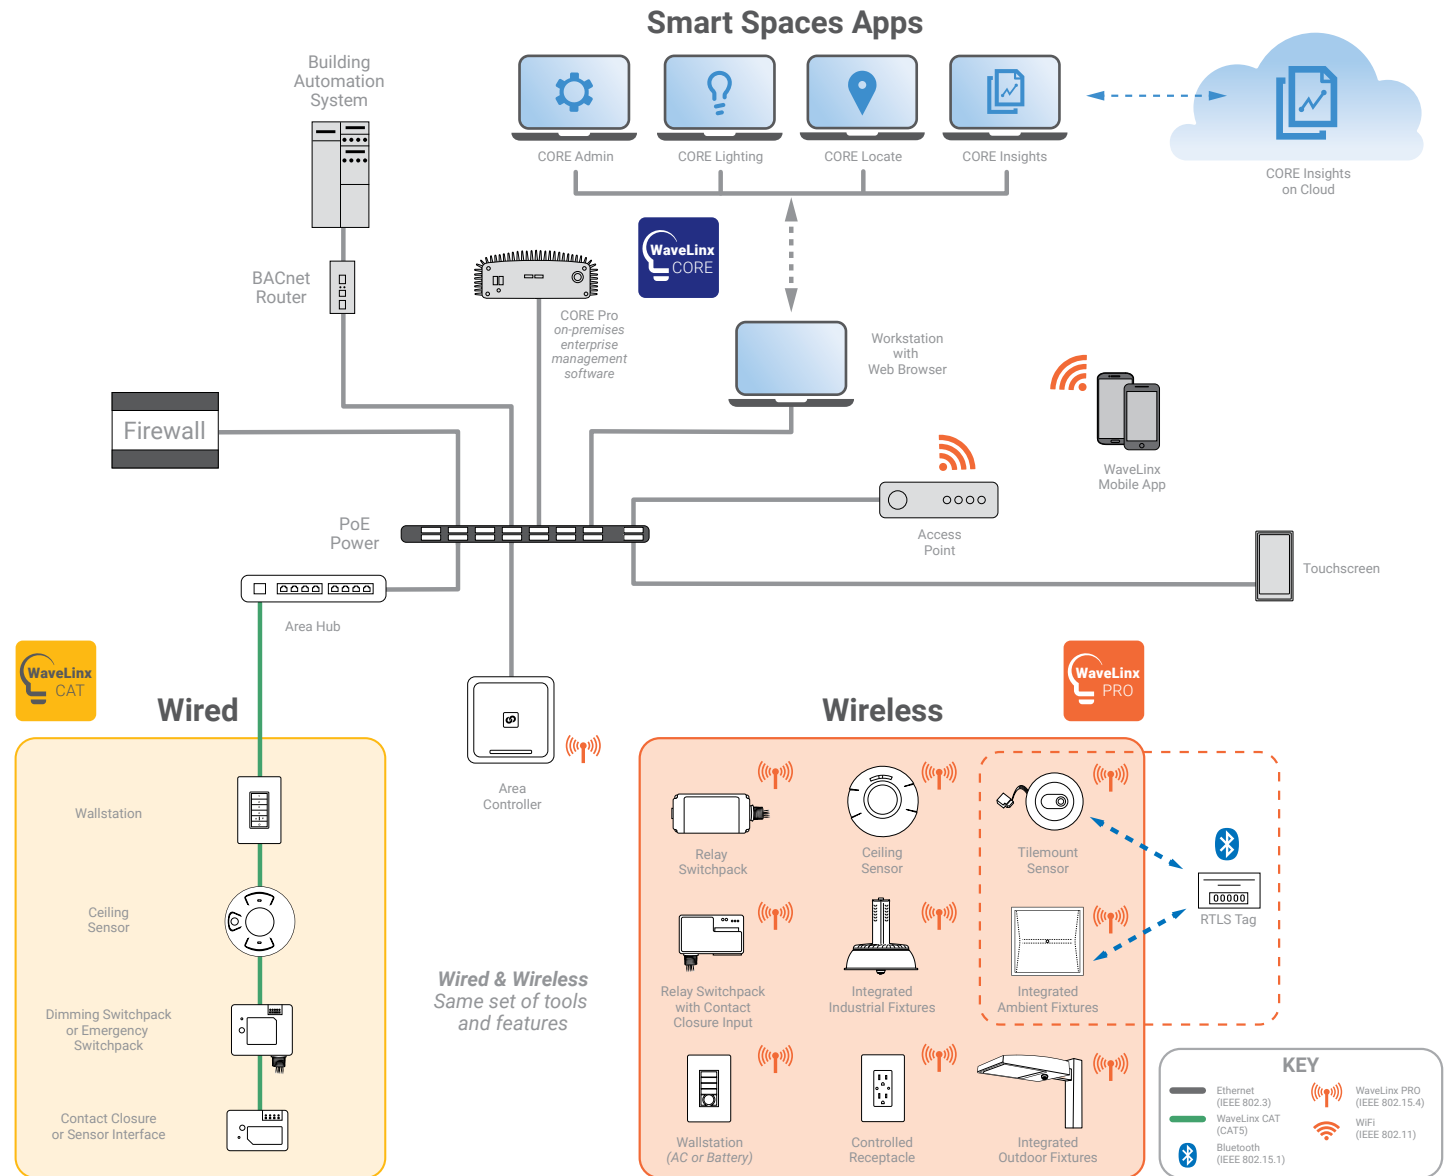 Smart Spaces Apps
Building
Automation
System
CORE Admin
CORE Lighting
CORE Locate
CORE Insights
CORE Insights
on Cloud
WaveLinx
CORE
BACnet
Router
CORE Pro
on-premises
enterprise
management
software
Workstation
with
Web Browser
Firewall
WaveLinx
Mobile App
PoE
Power
Access
Point
Touchscreen
Area Hub
WaveLinx
CAT
Wired
Area
Controller
Wireless
WaveLinx
PRO
Wallstation
Ceiling
Sensor
Dimming Switchpack
or Emergency
Switchpack
Contact Closure
or Sensor Interface
Wired & Wireless
Same set of tools
and features
Relay
Switchpack
Ceiling
Sensor
Tilemount
Sensor
00000
RTLS Tag
Relay Switchpack
with Contact
Closure Input
Integrated
Industrial Fixtures
Integrated
Ambient Fixtures
Wallstation
(AC or Battery)
Controlled
Receptacle
Integrated
Outdoor Fixtures
KEY
Ethernet
(IEEE 802.3)
WaveLinx CAT
(CAT5)
Bluetooth
(IEEE 802.15.1)
WaveLinx PRO
(IEEE 802.15.4)
WiFi
(IEEE 802.11)